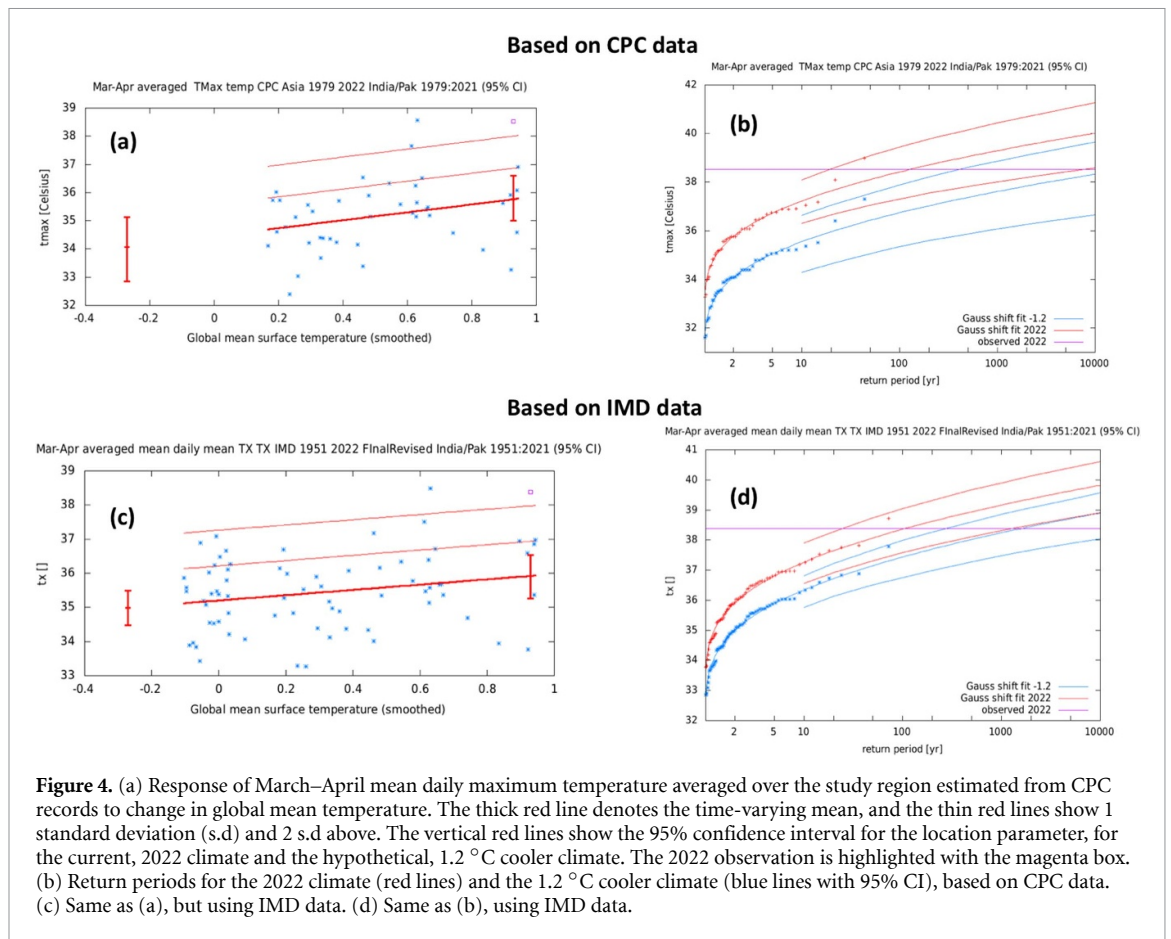 Based on CPC data
Mar-Apr averaged TMax temp CPC Asia 1979 2022 India/Pak 1979:2021 (95% CI)
(a)
tmax [Celsius]
39
38
37
36
35
34
33
32
-0.4
-0.2
0
0.2
0.4
0.6
0.8
1
Global mean surface temperature (smoothed)
Mar-Apr averaged TMax temp CPC Asia 1979 2022 India/Pak 1979:2021 (95% CI)
(b)
tmax [Celsius]
42
40
38
36
34
32
Gauss shift fit -1.2
Gauss shift fit 2022
observed 2022
2
5
10
100
1000
10000
return period [yr]
Based on IMD data
Mar-Apr averaged mean daily mean TX TX IMD 1951 2022 FInalRevised India/Pak 1951:2021 (95% CI)
(c)
tx []
39
38
37
36
35
34
33
-0.4
-0.2
0
0.2
0.4
0.6
0.8
1
Global mean surface temperature (smoothed)
Mar-Apr averaged mean daily mean TX TX IMD 1951 2022 FInalRevised India/Pak 1951:2021 (95% CI)
(d)
tx []
41
40
39
38
37
36
35
34
33
32
Gauss shift fit -1.2
Gauss shift fit 2022
observed 2022
2
5
10
100
1000
10000
return period [yr]
Figure 4. (a) Response of March–April mean daily maximum temperature averaged over the study region estimated from CPC
records to change in global mean temperature. The thick red line denotes the time-varying mean, and the thin red lines show 1
standard deviation (s.d) and 2 s.d above. The vertical red lines show the 95% confidence interval for the location parameter, for
the current, 2022 climate and the hypothetical, 1.2 °C cooler climate. The 2022 observation is highlighted with the magenta box.
(b) Return periods for the 2022 climate (red lines) and the 1.2 °C cooler climate (blue lines with 95% CI), based on CPC data.
(c) Same as (a), but using IMD data. (d) Same as (b), using IMD data.